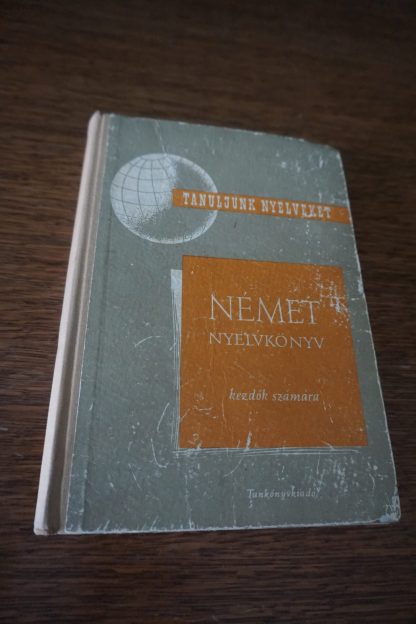 TANULJUNK NYELVEKET
NÉMET
NYELVKÖNYV
kezdők számára
Tankönyvkiadó